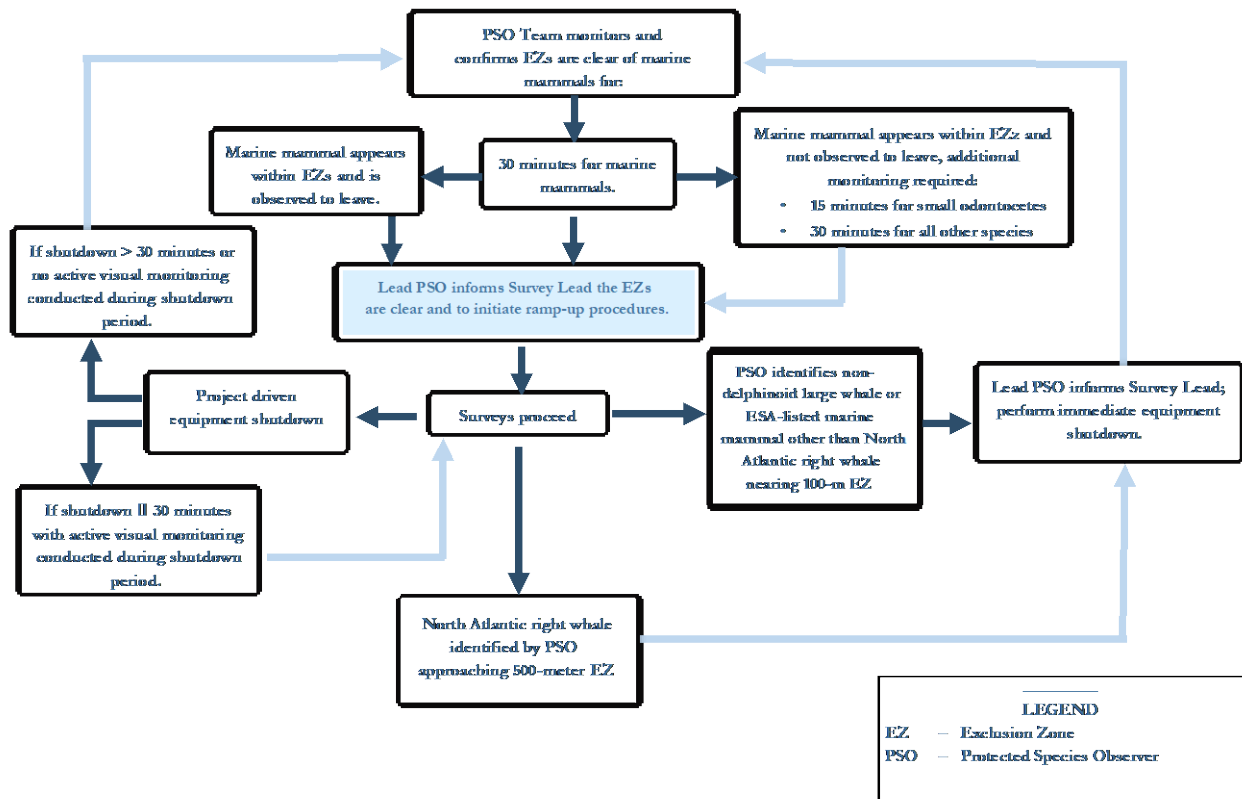 PSO Team monitors and
confirms EZs are clear of marine
mammals for:
Marine mammal appears
within EZs and is
observed to leave.
30 minutes for marine
mammals.
Marine mammal appears within EZz and
not observed to leave, additional
monitoring required:
• 15 minutes for small odontocetes
• 30 minutes for all other species
If shutdown > 30 minutes or
no active visual monitoring
conducted during shutdown
period.
Lead PSO informs Survey Lead the EZs
are clear and to initiate ramp-up procedures.
Project driven
equipment shutdown
Surveys proceed
PSO identifies non-
delphinoid large whale or
ESA-listed marine
mammal other than North
Atlantic right whale
nearing 100-m EZ
Lead PSO informs Survey Lead;
perform immediate equipment
shutdown.
If shutdown || 30 minutes
with active visual monitoring
conducted during shutdown
period.
North Atlantic right whale
identified by PSO
approaching 500-meter EZ
LEGEND
EZ – Exclusion Zone
PSO – Protected Species Observer